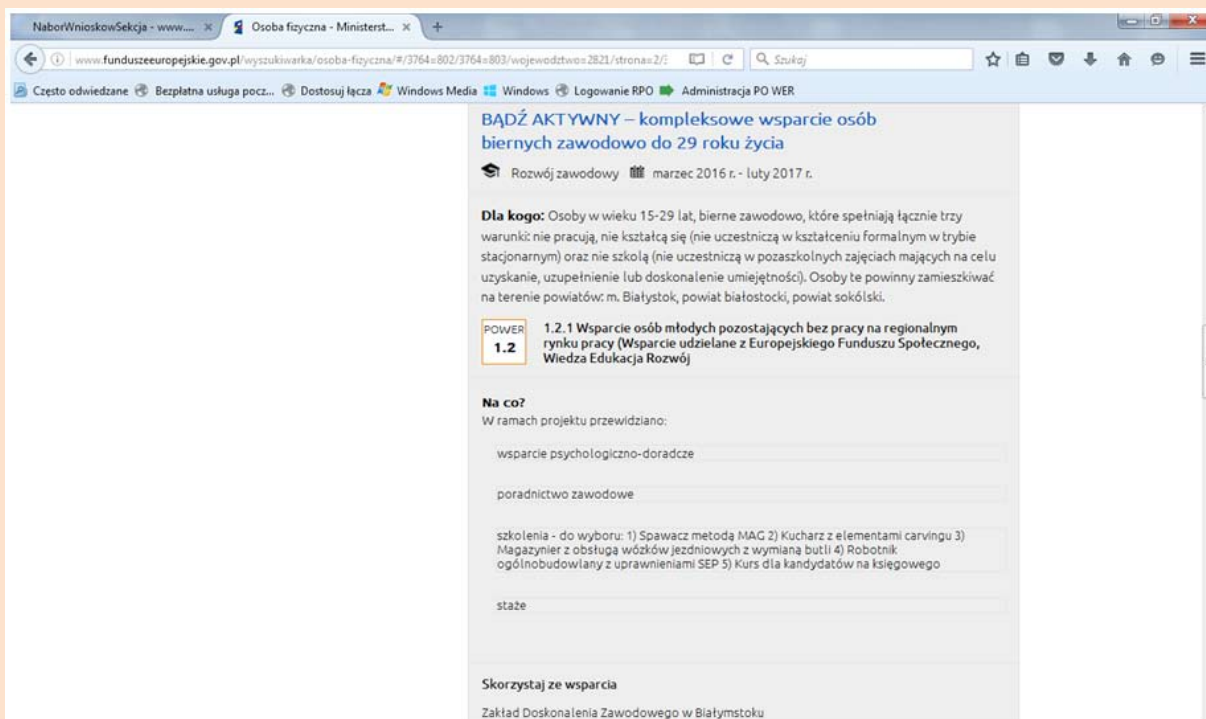 NaborWnioskowSekcja - www.... × Osoba fizyczna - Ministerst... × +
www.funduszeeuropejskie.gov.pl/wyszukiwarka/osoba-fizyczna/#/3764=802/3764=803/wojewodztwo=2821/strona=2/ Szukaj
Często odwiedzane Bezpłatna usługa pocz... Dostosuj łącza Windows Media Windows Logowanie RPO Administracja PO WER
BĄDŹ AKTYWNY – kompleksowe wsparcie osób
biernych zawodowo do 29 roku życia
Rozwój zawodowy marzec 2016 r. - luty 2017 r.
Dla kogo: Osoby w wieku 15-29 lat, bierne zawodowo, które spełniają łącznie trzy
warunki: nie pracują, nie kształcą się (nie uczestniczą w kształceniu formalnym w trybie
stacjonarnym) oraz nie szkolą (nie uczestniczą w pozaszkolnych zajęciach mających na celu
uzyskanie, uzupełnienie lub doskonalenie umiejętności). Osoby te powinny zamieszkiwać
na terenie powiatów: m. Białystok, powiat białostocki, powiat sokólski.
POWER
1.2
1.2.1 Wsparcie osób młodych pozostających bez pracy na regionalnym
rynku pracy (Wsparcie udzielane z Europejskiego Funduszu Społecznego,
Wiedza Edukacja Rozwój
Na co?
W ramach projektu przewidziano:
wsparcie psychologiczno-doradcze
poradnictwo zawodowe
szkolenia - do wyboru: 1) Spawacz metodą MAG 2) Kucharz z elementami carvingu 3)
Magazynier z obsługą wózków jezdniowych z wymianą butli 4) Robotnik
ogólnobudowlany z uprawnieniami SEP 5) Kurs dla kandydatów na księgowego
staże
Skorzystaj ze wsparcia
Zakład Doskonalenia Zawodowego w Białymstoku